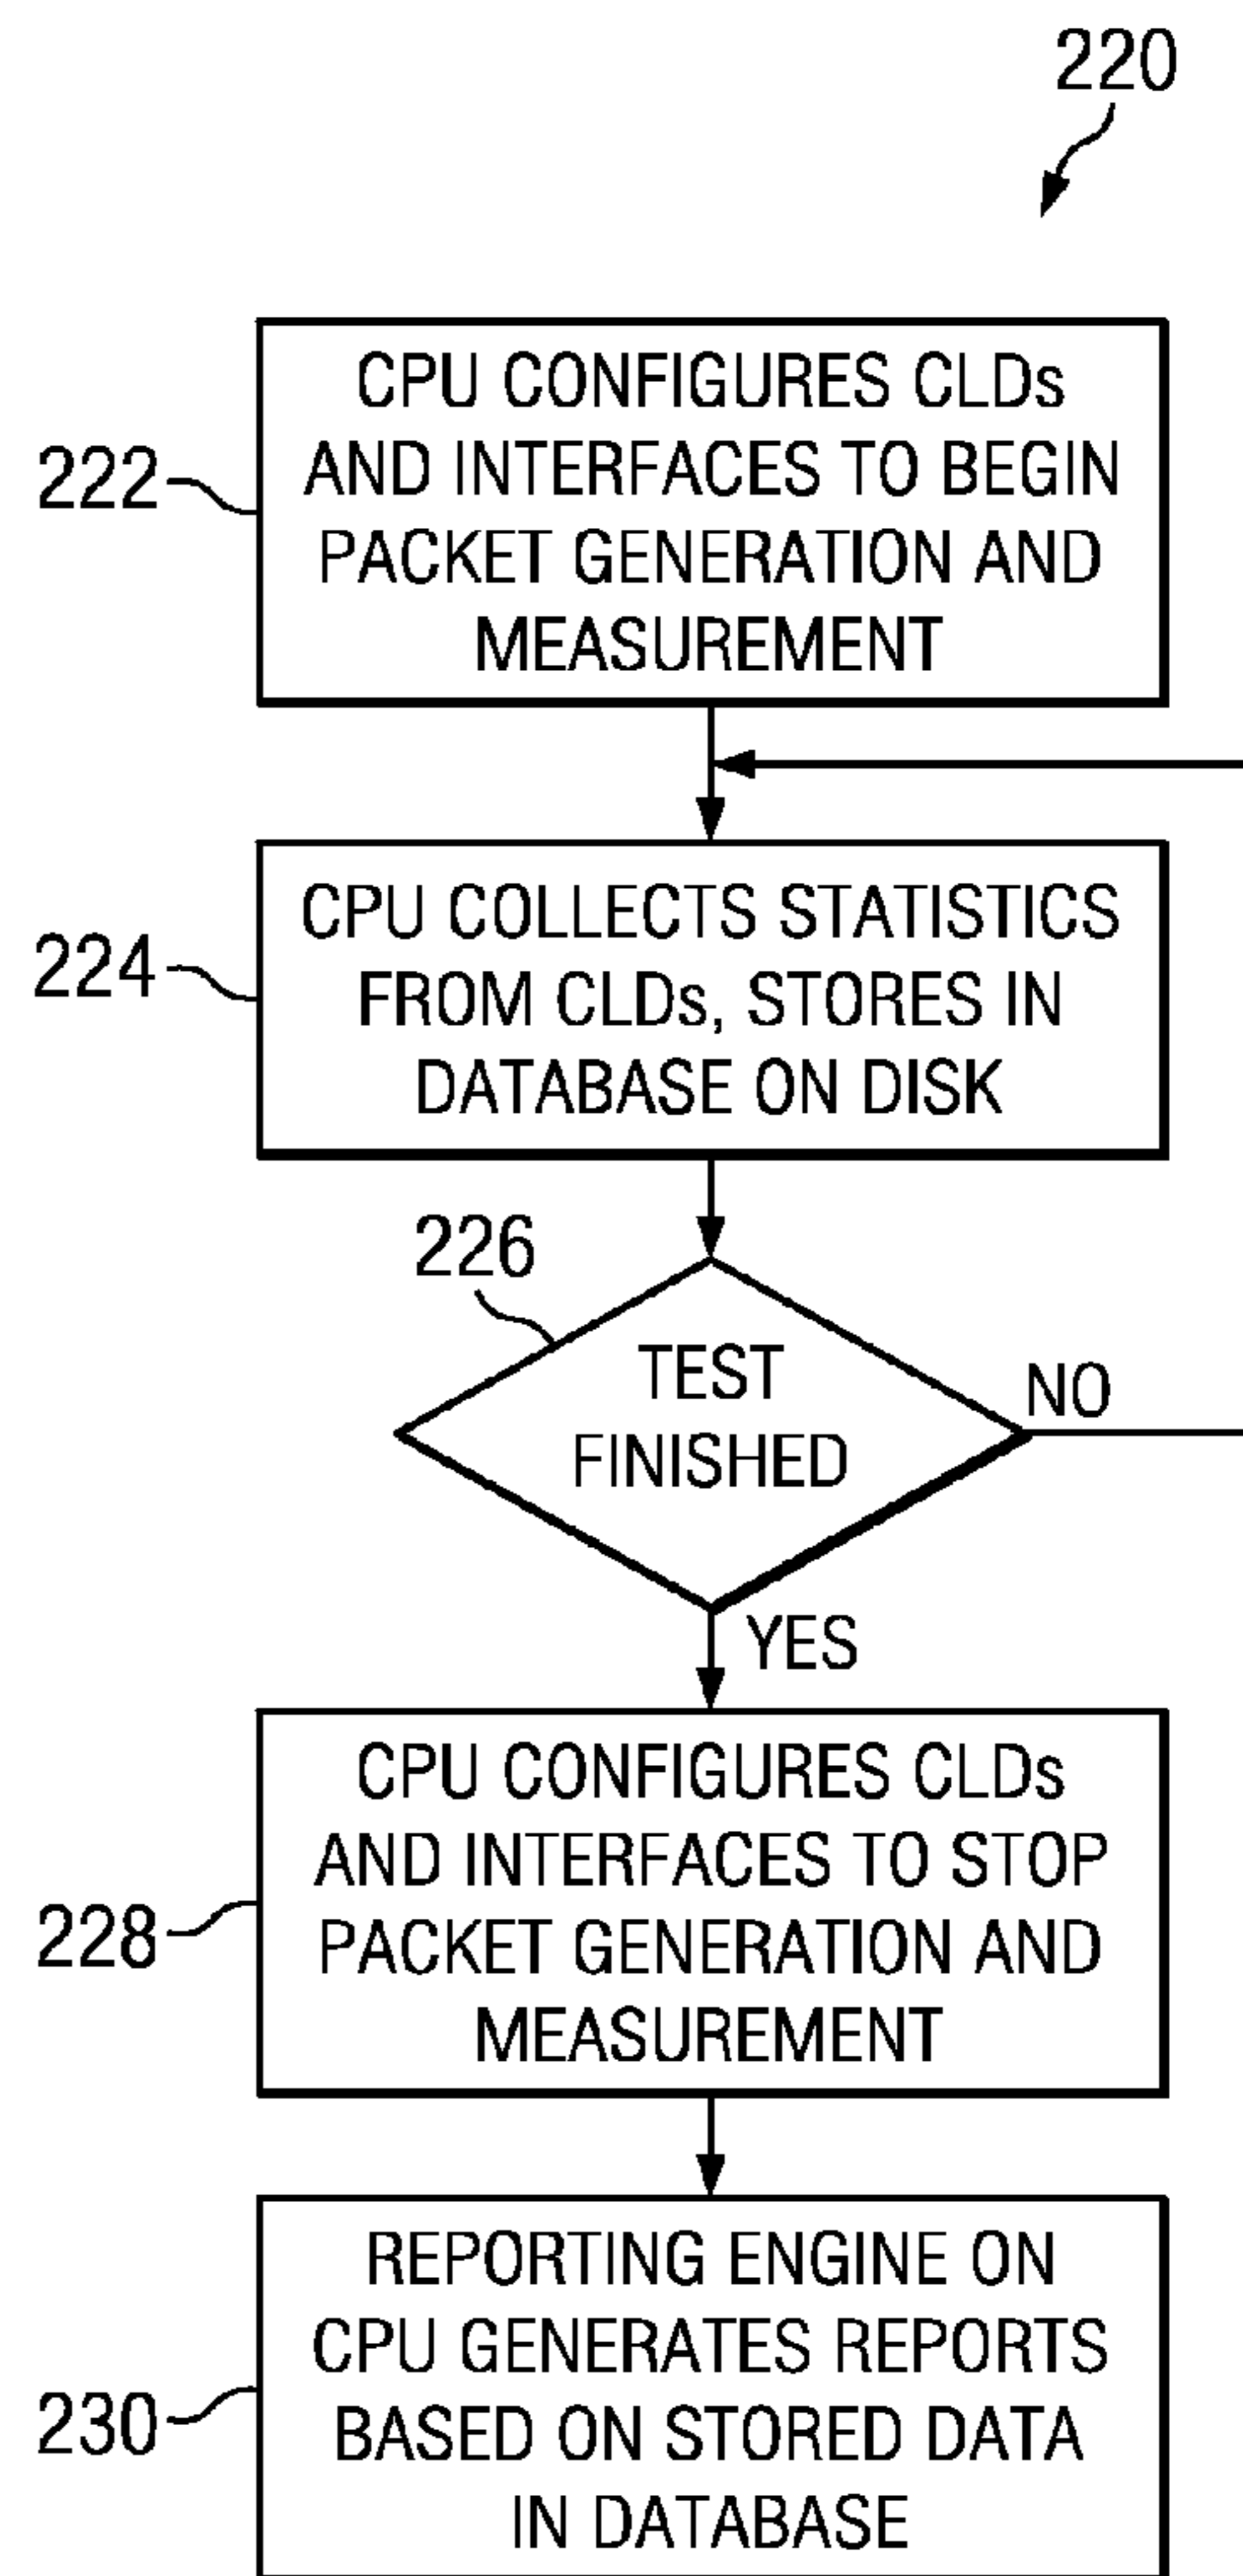 220
222
CPU CONFIGURES CLDs
AND INTERFACES TO BEGIN
PACKET GENERATION AND
MEASUREMENT
224
CPU COLLECTS STATISTICS
FROM CLDs, STORES IN
DATABASE ON DISK
226
TEST
FINISHED
NO
YES
228
CPU CONFIGURES CLDs
AND INTERFACES TO STOP
PACKET GENERATION AND
MEASUREMENT
230
REPORTING ENGINE ON
CPU GENERATES REPORTS
BASED ON STORED DATA
IN DATABASE